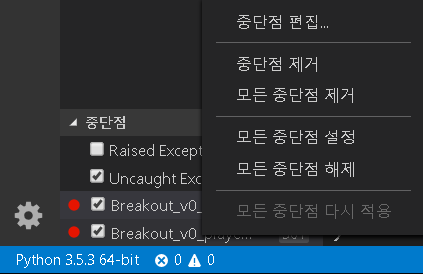 중단점 편집...
중단점 제거
모든 중단점 제거
모든 중단점 설정
모든 중단점 해제
모든 중단점 다시 적용
중단점
Raised Except
Uncaught Exc
Breakout_v0_
Breakout_v0_playe...
Python 3.5.3 64-bit 0 0